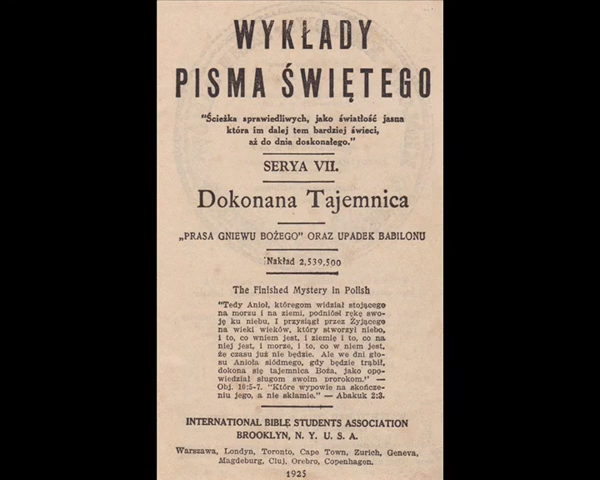 WYKŁADY
PISMA ŚWIĘTEGO
"Ścieżka sprawiedliwych, jako światłość jasna
która im dalej tem bardziej świeci,
aż do dnia doskonałego."
SERYA VII.
Dokonana Tajemnica
„PRASA GNIEWU BOŻEGO" ORAZ UPADEK BABILONU
Nakład 2,539,500
The Finished Mystery in Polish
"Tedy Anioł, któregom widział stojącego
na morzu i na ziemi, podniósł rękę swo-
ję ku niebu, I przysiągł przez Żyjącego
na wieki wieków, który stworzył niebo,
i to, co wniem jest, i ziemię i to, co na
niej jest, i morze, i to, co w niem jest,
że czasu już nie będzie. Ale we dni gło-
su Anioła siódmego, gdy będzie trąbił,
dokona się tajemnica Boża, jako opo-
wiedział sługom swoim prorokom." —
Obj. 10:5-7. "Które wypowie na skończe-
niu jego, a nie skłamie." — Abakuk 2:3.
INTERNATIONAL BIBLE STUDENTS ASSOCIATION
BROOKLYN, N. Y. U. S. A.
Warszawa, Londyn, Toronto, Cape Town, Zurich, Geneva,
Magdeburg, Cluj, Orebro, Copenhagen.
1925